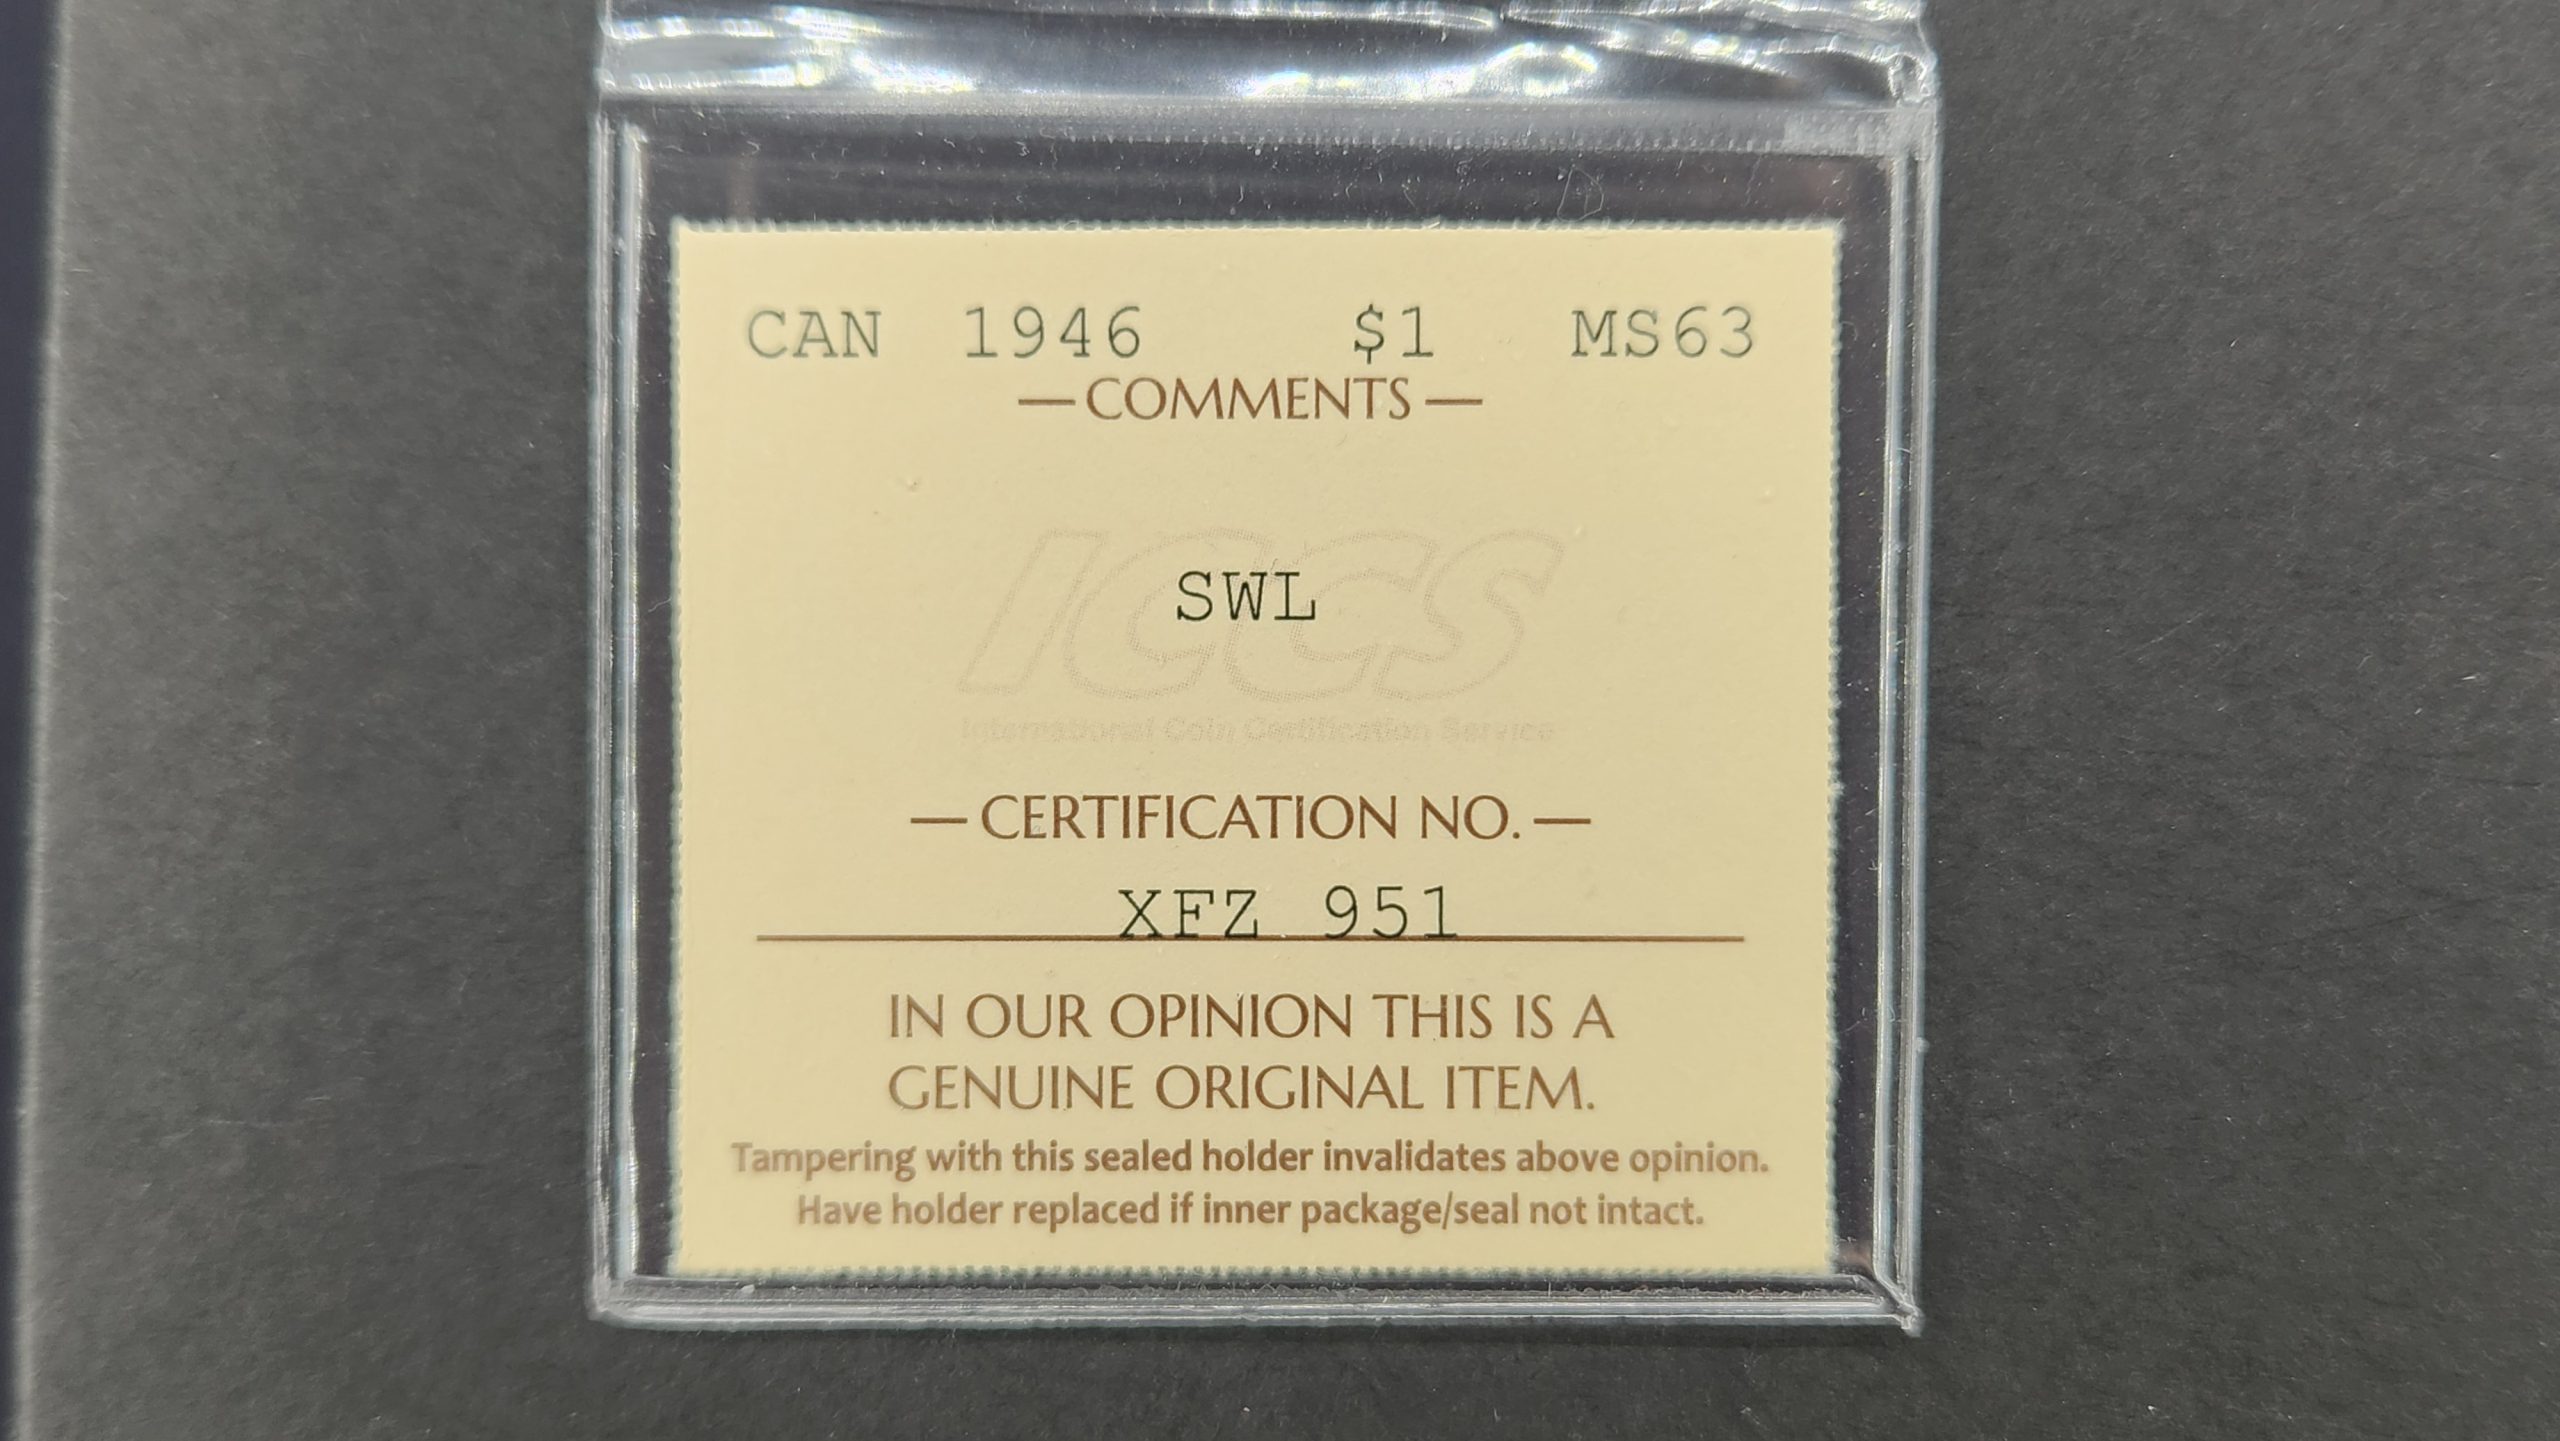 CAN 1946 $1 MS63
—COMMENTS—
ICCS
SWL
International Coin Certification Service
—CERTIFICATION NO.—
XFZ 951
IN OUR OPINION THIS IS A
GENUINE ORIGINAL ITEM.
Tampering with this sealed holder invalidates above opinion.
Have holder replaced if inner package/seal not intact.